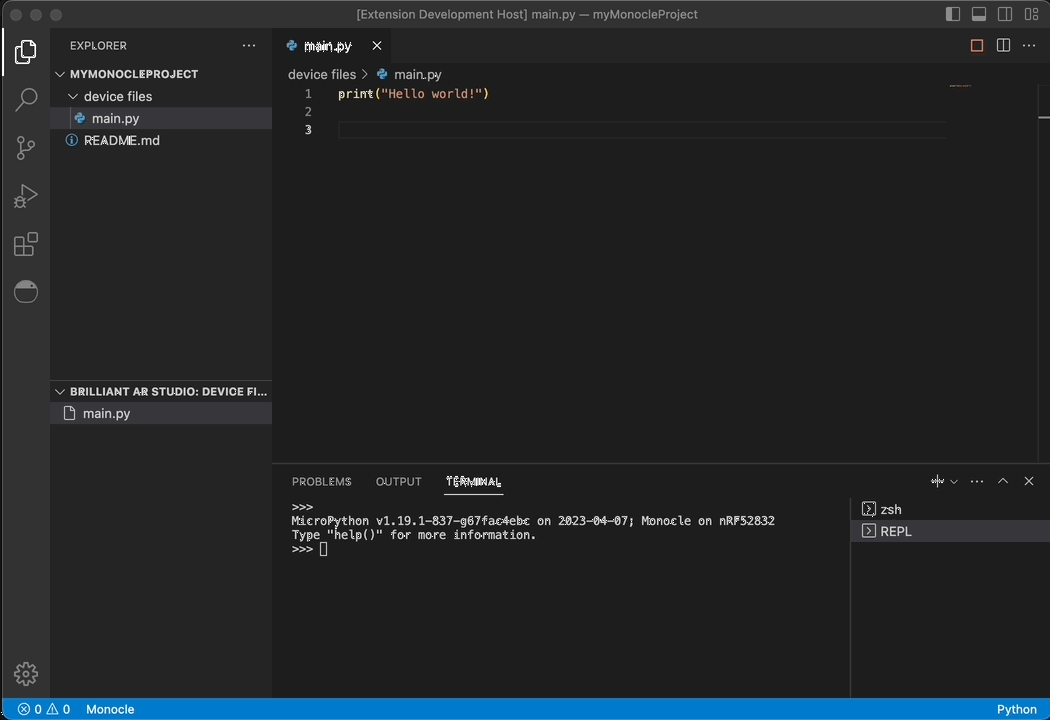 [Extension Development Host] main.py — myMonocleProject
EXPLORER
MYMONOCLEPROJECT
device files
main.py
README.md
BRILLIANT AR STUDIO: DEVICE FI...
main.py
main.py
device files > main.py
1 print("Hello world!")
2
3
PROBLEMS OUTPUT TERMINAL
>>>
MicroPython v1.19.1-837-g67fac4ebc on 2023-04-07; Monocle on nRF52832
Type "help()" for more information.
>>>
zsh
REPL
0 0 Monocle
Python